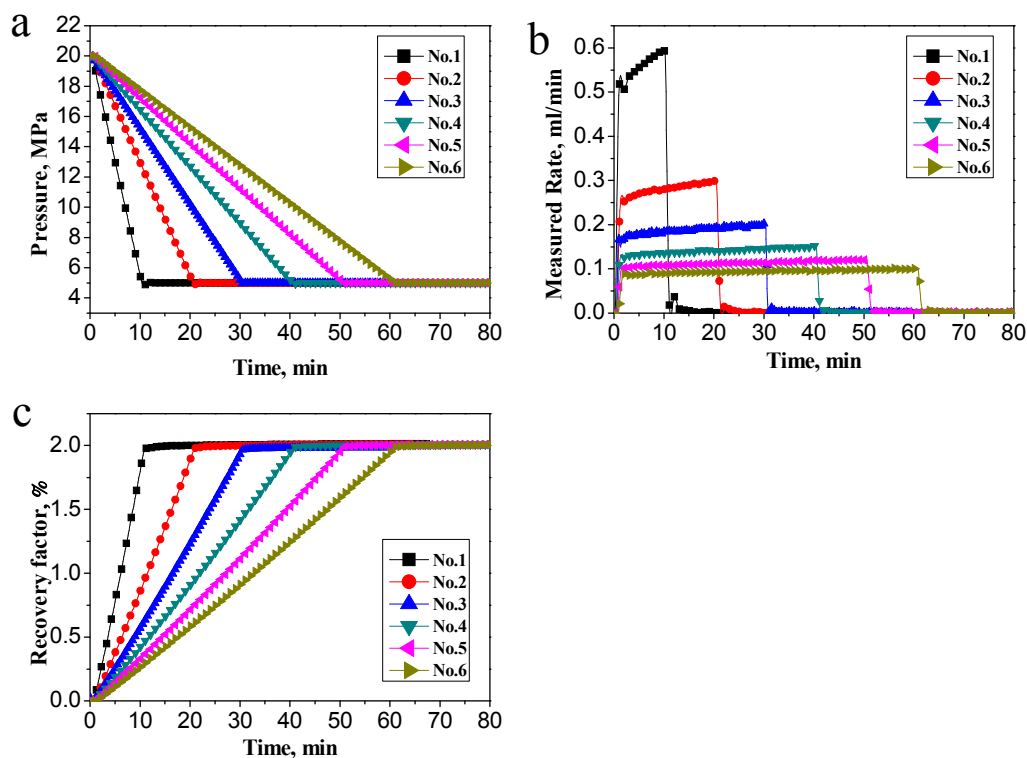 a
22
20
18
16
14
12
10
8
6
4
Pressure, MPa
0 10 20 30 40 50 60 70 80
Time, min
No.1
No.2
No.3
No.4
No.5
No.6
b
0.6
0.5
0.4
0.3
0.2
0.1
0.0
Measured Rate, ml/min
0 10 20 30 40 50 60 70 80
Time, min
No.1
No.2
No.3
No.4
No.5
No.6
c
2.0
1.5
1.0
0.5
0.0
Recovery factor, %
0 10 20 30 40 50 60 70 80
Time, min
No.1
No.2
No.3
No.4
No.5
No.6